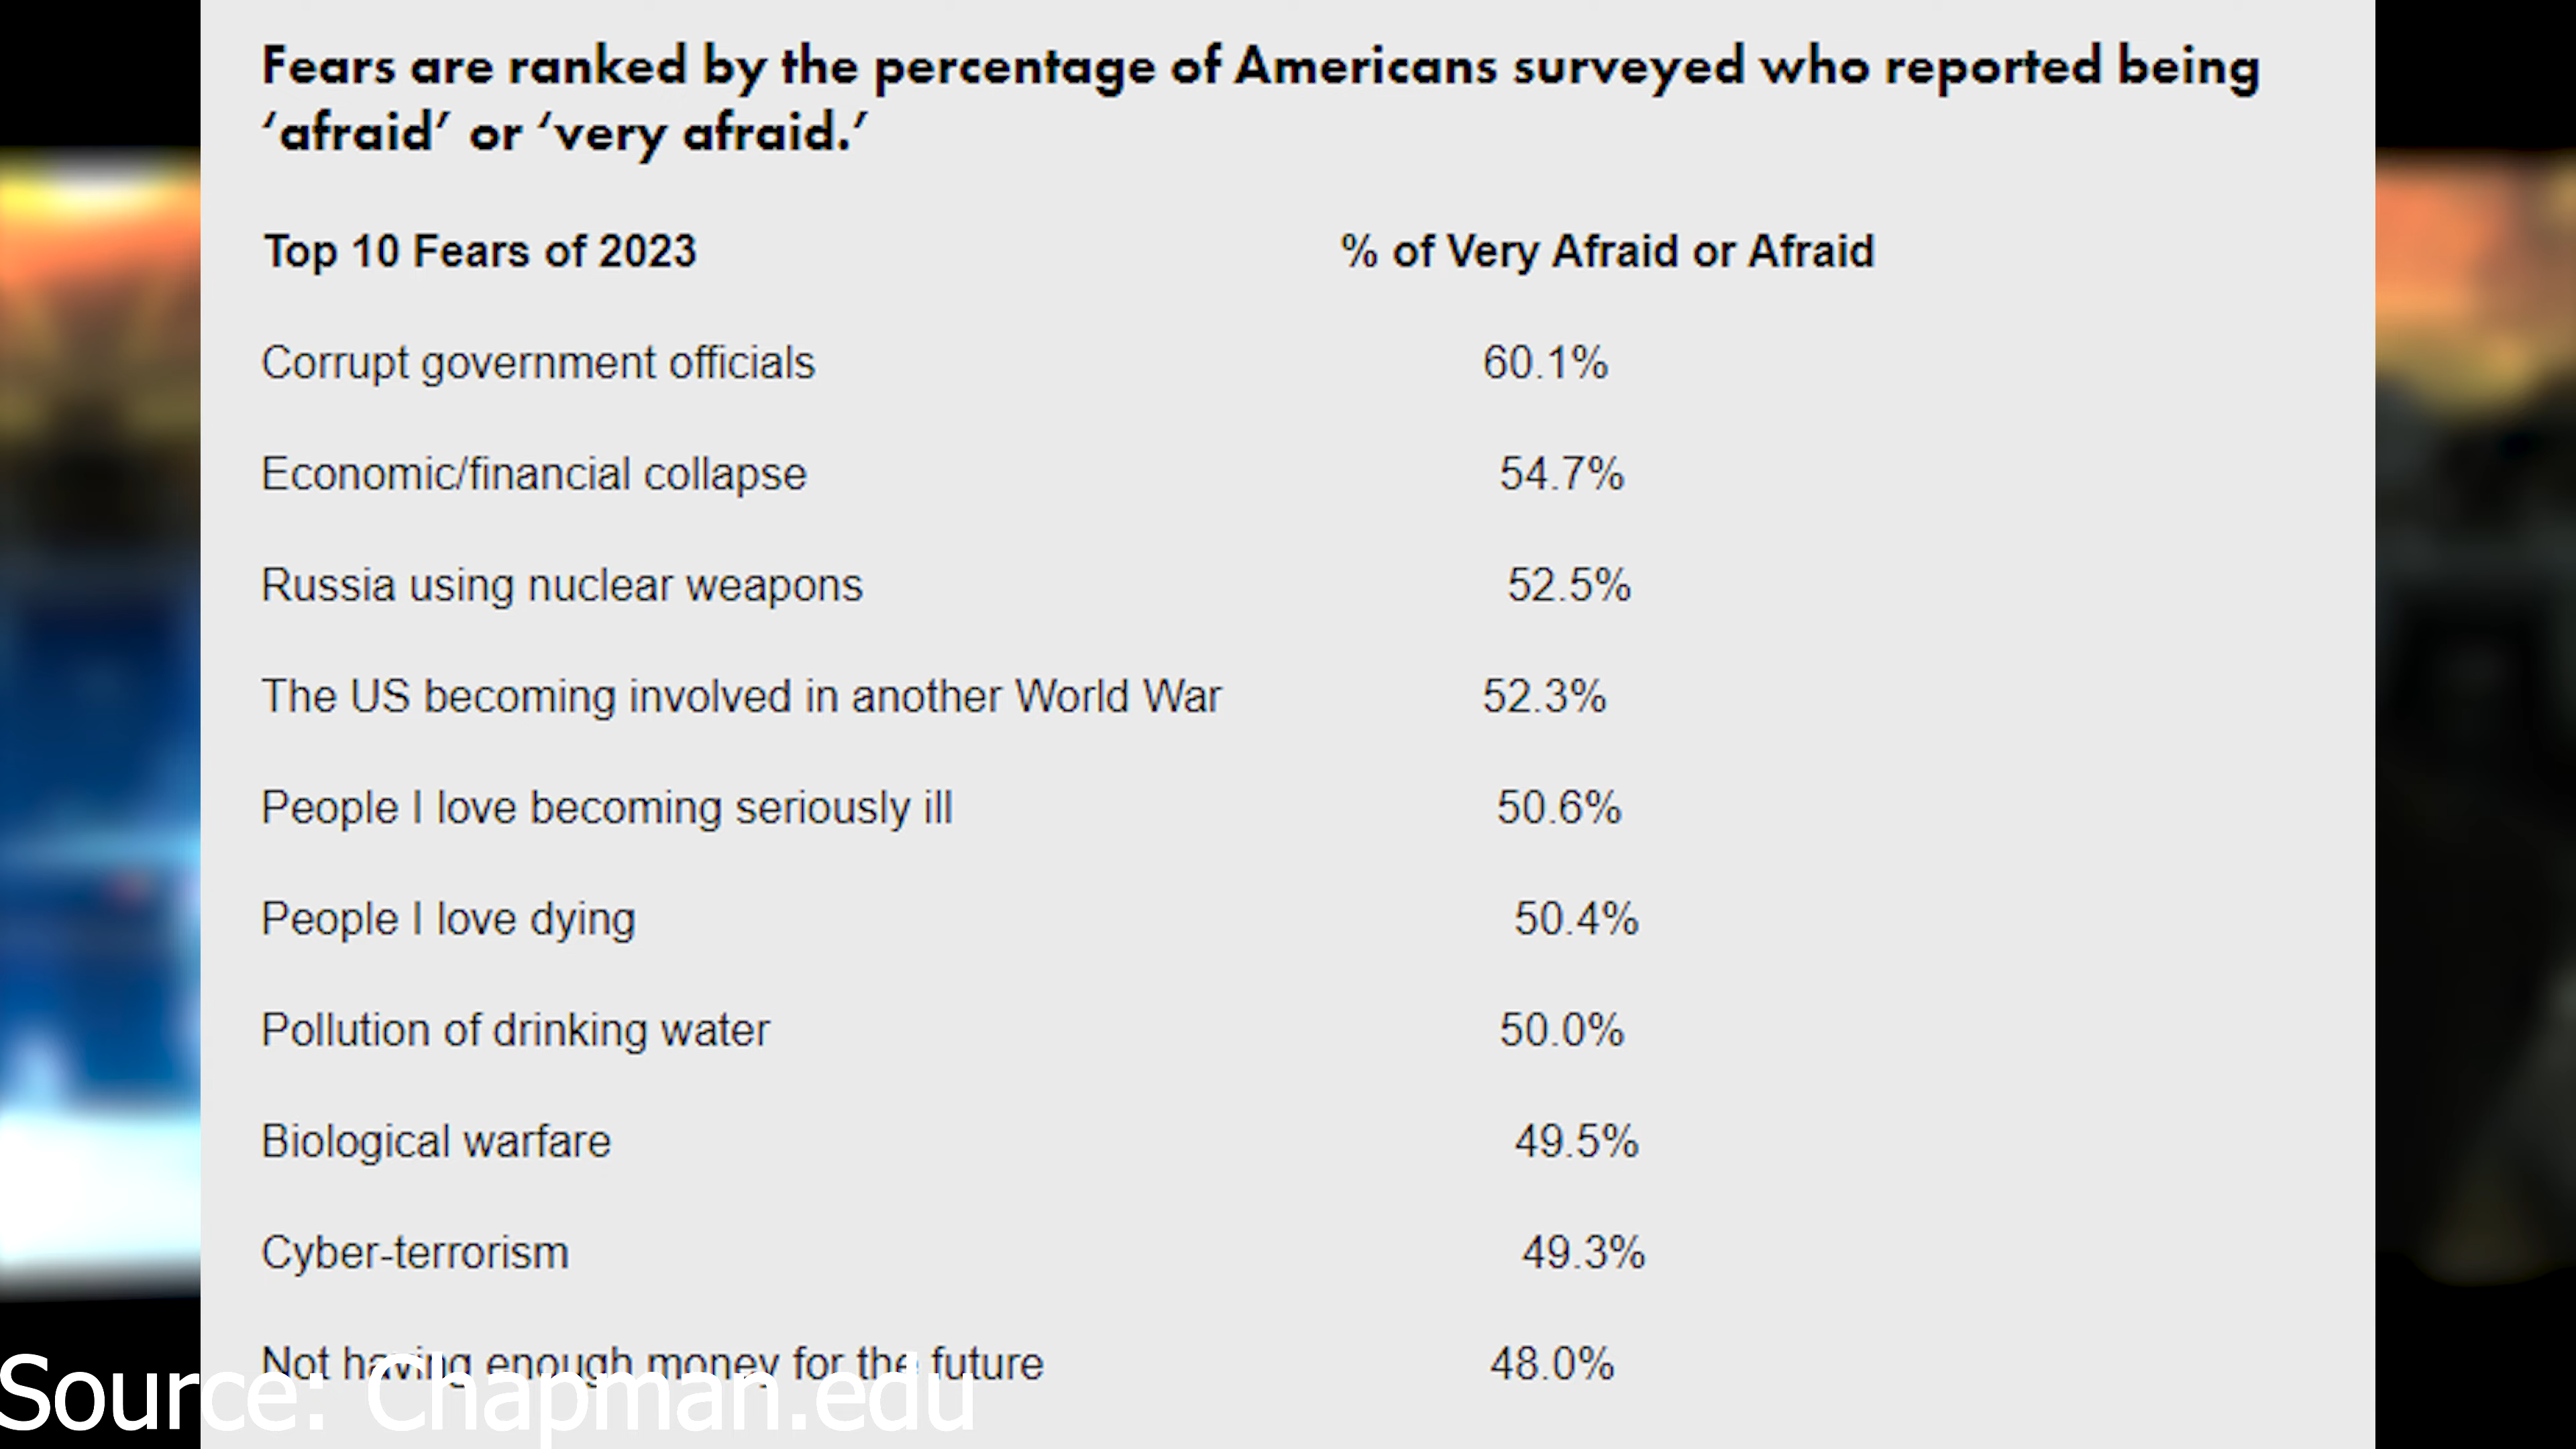 Fears are ranked by the percentage of Americans surveyed who reported being
‘afraid’ or ‘very afraid.’
Top 10 Fears of 2023 % of Very Afraid or Afraid
Corrupt government officials 60.1%
Economic/financial collapse 54.7%
Russia using nuclear weapons 52.5%
The US becoming involved in another World War 52.3%
People I love becoming seriously ill 50.6%
People I love dying 50.4%
Pollution of drinking water 50.0%
Biological warfare 49.5%
Cyber-terrorism 49.3%
Not having enough money for the future 48.0%
Source: Chapman.edu